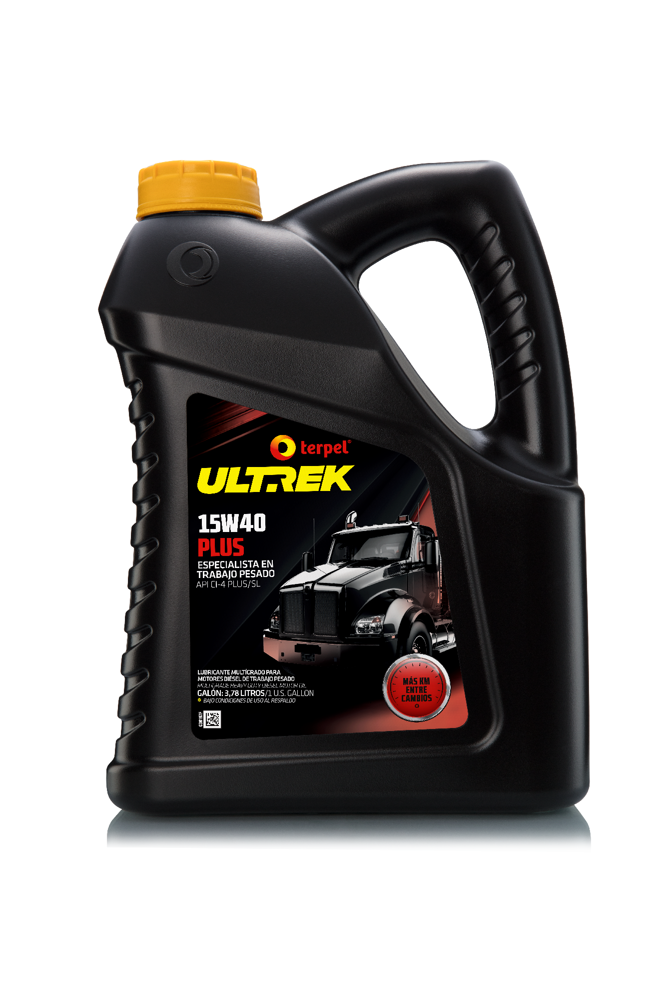 terpel®
ULTREK
15W40
PLUS
ESPECIALISTA EN
TRABAJO PESADO
API CI-4 PLUS/SL
LUBRICANTE MULTÍGRADO PARA
MOTORES DIÉSEL DE TRABAJO PESADO
MULTIGRADE HEAVY DUTY DIESEL MOTOR OIL
GALÓN: 3,78 LITROS/1 U.S. GALLON
BAJO CONDICIONES DE USO AL RESPALDO
MÁS KM
ENTRE
CAMBIOS